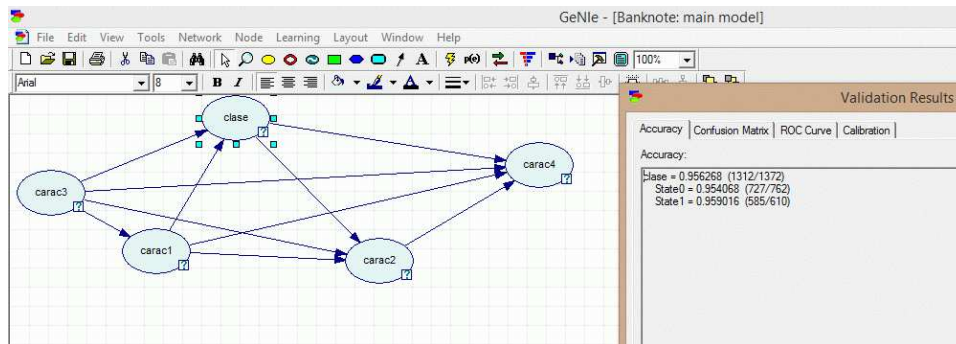 GeNIe - [Banknote: main model]
File Edit View Tools Network Node Learning Layout Window Help
p(e) 100%
Arial 8 B I A
Validation Results
Accuracy Confusion Matrix ROC Curve Calibration
Accuracy:
clase = 0.956268 (1312/1372)
State0 = 0.954068 (727/762)
State1 = 0.959016 (585/610)
clase
carac4
carac3
carac1
carac2